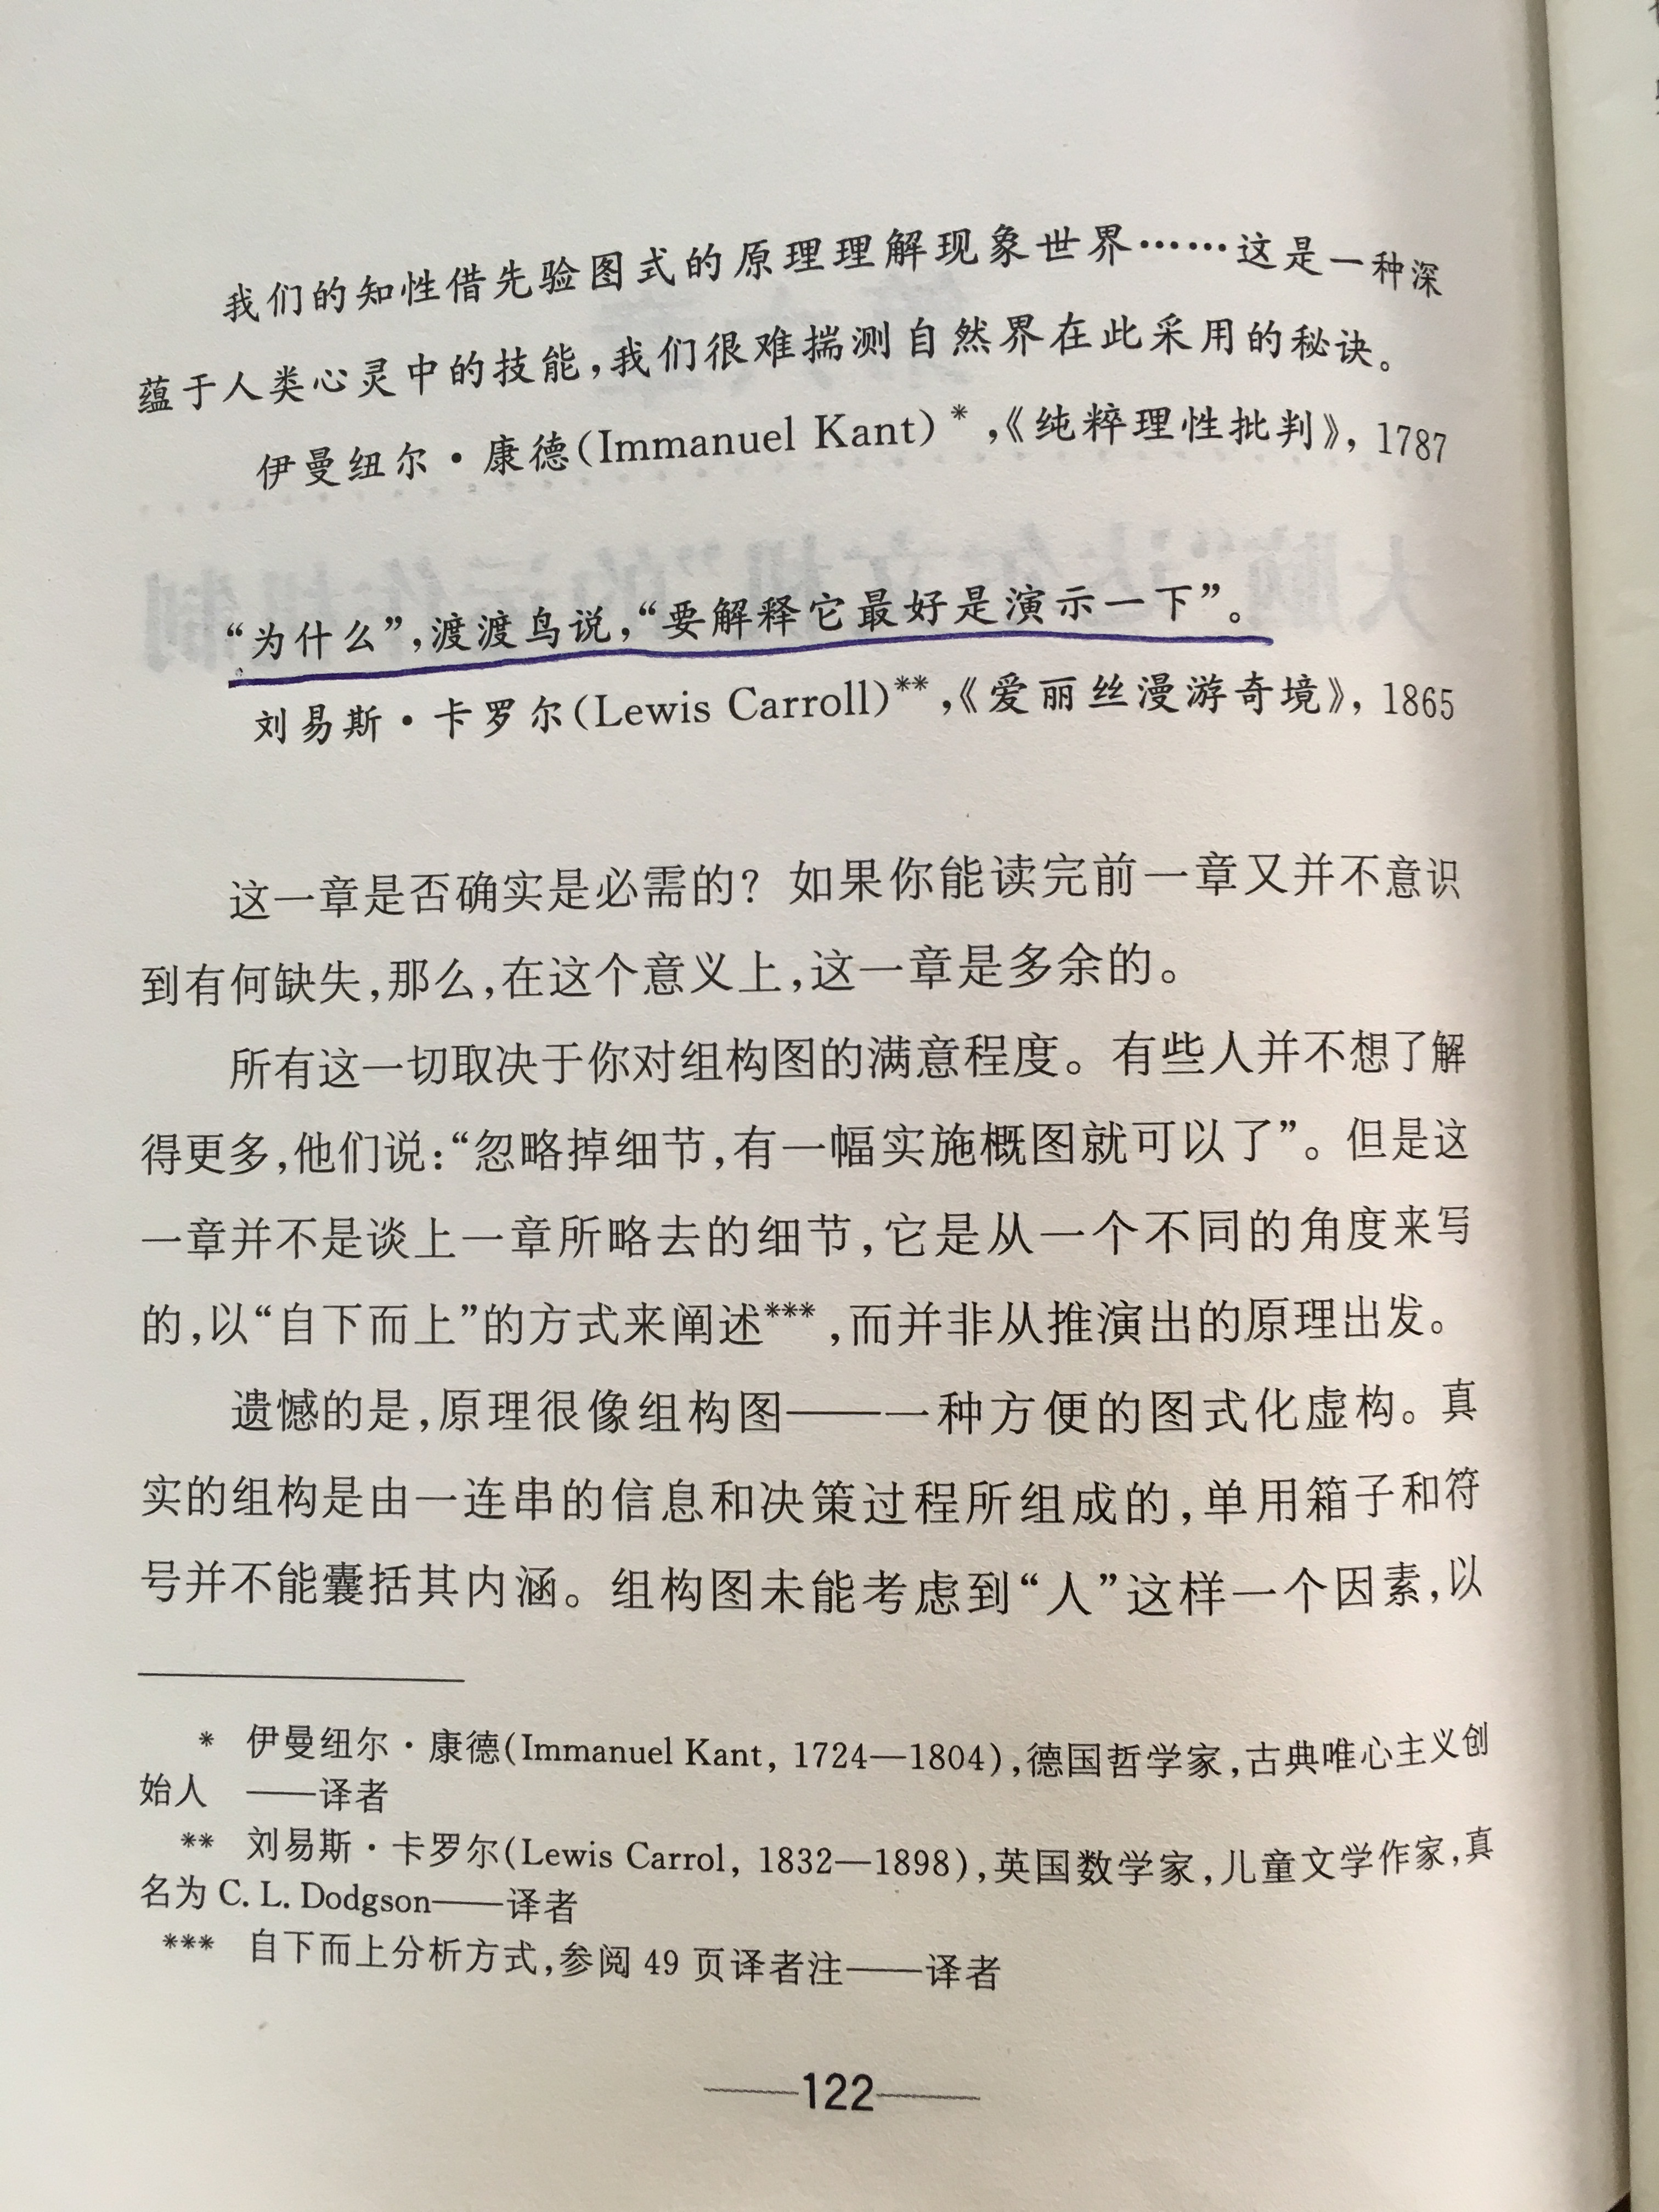 我们的知性借先验图式的原理理解现象世界……这是一种深
蕴于人类心灵中的技能,我们很难揣测自然界在此采用的秘诀。
伊曼纽尔·康德(Immanuel Kant)*,《纯粹理性批判》, 1787
“为什么”,渡渡鸟说,“要解释它最好是演示一下”。
刘易斯·卡罗尔(Lewis Carroll)**,《爱丽丝漫游奇境》, 1865
这一章是否确实是必需的? 如果你能读完前一章又并不意识
到有何缺失,那么,在这个意义上,这一章是多余的。
所有这一切取决于你对组构图的满意程度。有些人并不想了解
得更多,他们说:“忽略掉细节,有一幅实施概图就可以了”。但是这
一章并不是谈上一章所略去的细节,它是从一个不同的角度来写
的,以“自下而上”的方式来阐述***,而并非从推演出的原理出发。
遗憾的是,原理很像组构图——一种方便的图式化虚构。真
实的组构是由一连串的信息和决策过程所组成的,单用箱子和符
号并不能囊括其内涵。组构图未能考虑到“人”这样一个因素,以
* 伊曼纽尔·康德(Immanuel Kant, 1724—1804),德国哲学家,古典唯心主义创
始人 ——译者
** 刘易斯·卡罗尔(Lewis Carrol, 1832—1898),英国数学家,儿童文学作家,真
名为 C. L. Dodgson——译者
*** 自下而上分析方式,参阅 49 页译者注——译者
——122——